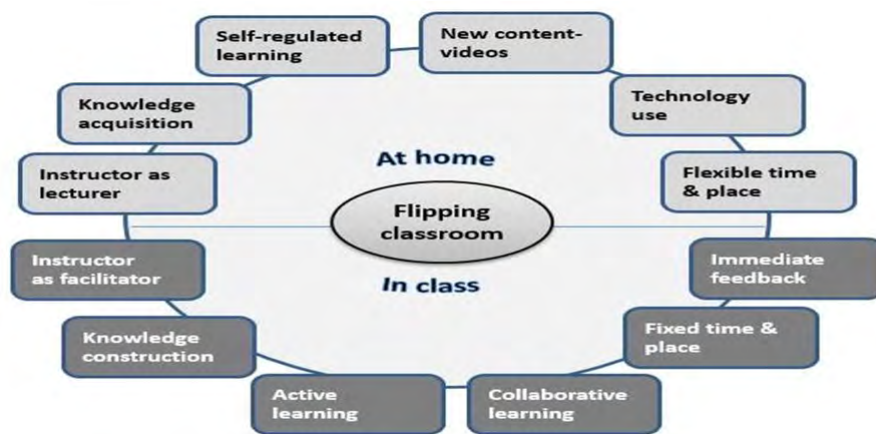 Self-regulated
learning
New content-
videos
Knowledge
acquisition
Technology
use
Instructor as
lecturer
At home
Flexible time
& place
Flipping
classroom
Instructor
as facilitator
In class
Immediate
feedback
Knowledge
construction
Fixed time &
place
Active
learning
Collaborative
learning